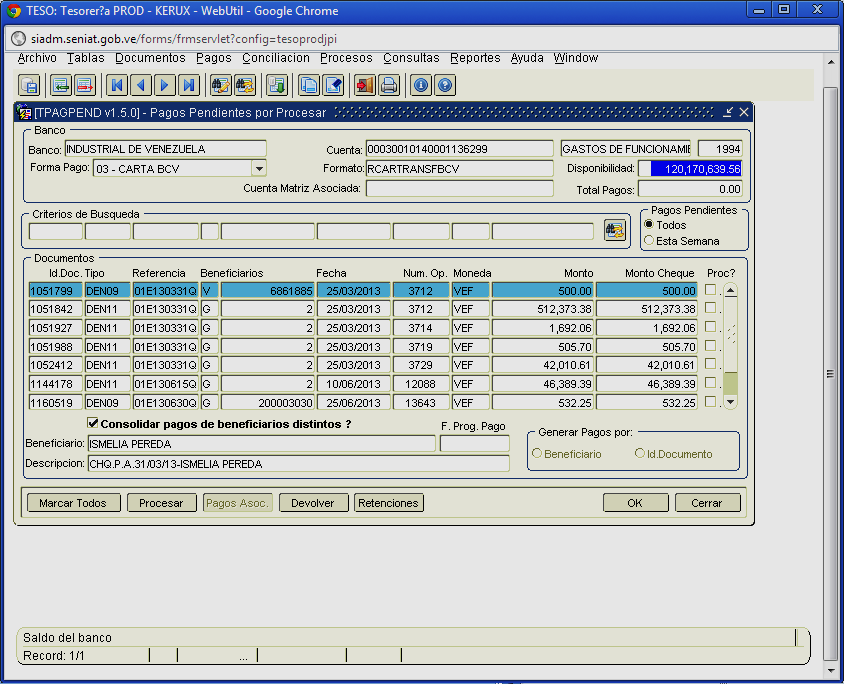 TESO: Tesorer?a PROD - KERUX - WebUtil - Google Chrome
siadm.seniat.gob.ve/forms/frmservlet?config=tesoprodjpi
Archivo Tablas Documentos Pagos Conciliacion Procesos Consultas Reportes Ayuda Window
[TPAGPEND v1.5.0] - Pagos Pendientes por Procesar
Banco
Banco: INDUSTRIAL DE VENEZUELA Cuenta: 00030010140001136299 GASTOS DE FUNCIONAMIE 1994
Forma Pago: 03 - CARTA BCV Formato: RCARTRANSFBCV Disponibilidad: 120,170,639.56
Cuenta Matriz Asociada: Total Pagos: 0.00
Criterios de Busqueda Pagos Pendientes
Todos
Esta Semana
Documentos
Id.Doc. Tipo Referencia Beneficiarios Fecha Num. Op. Moneda Monto Monto Cheque Proc?
1051799 DEN09 01E130331Q V 6861885 25/03/2013 3712 VEF 500.00 500.00
1051842 DEN11 01E130331Q G 2 25/03/2013 3712 VEF 512,373.38 512,373.38
1051927 DEN11 01E130331Q G 2 25/03/2013 3714 VEF 1,692.06 1,692.06
1051988 DEN11 01E130331Q G 2 25/03/2013 3719 VEF 505.70 505.70
1052412 DEN11 01E130331Q G 2 25/03/2013 3729 VEF 42,010.61 42,010.61
1144178 DEN11 01E130615Q G 2 10/06/2013 12088 VEF 46,389.39 46,389.39
1160519 DEN09 01E130630Q G 200003030 25/06/2013 13643 VEF 532.25 532.25
Consolidar pagos de beneficiarios distintos ? F. Prog. Pago Generar Pagos por:
Beneficiario: ISMELIA PEREDA
Beneficiario Id.Documento
Descripcion: CHQ.P.A.31/03/13-ISMELIA PEREDA
Marcar Todos Procesar Pagos Asoc. Devolver Retenciones OK Cerrar
Saldo del banco
Record: 1/1 ...